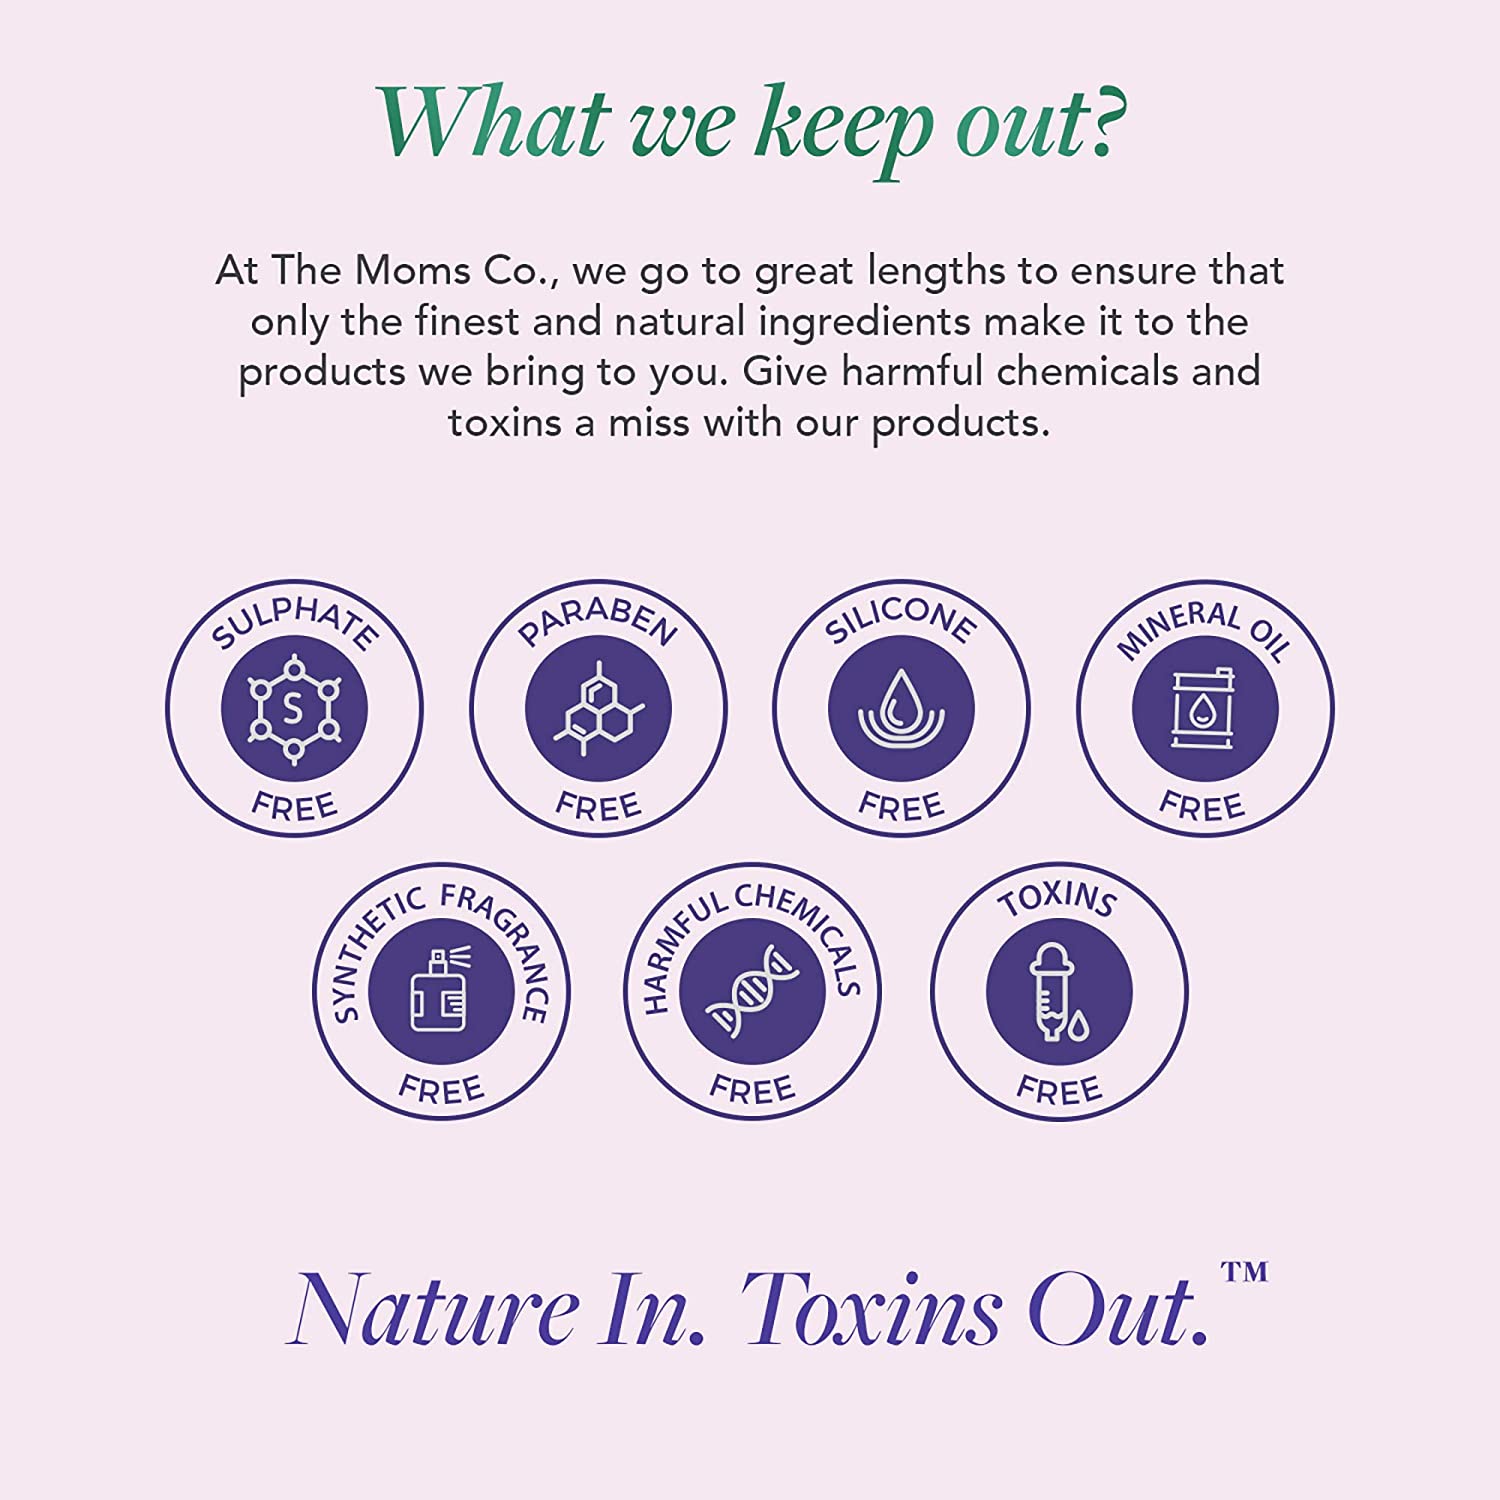 What we keep out?
At The Moms Co., we go to great lengths to ensure that
only the finest and natural ingredients make it to the
products we bring to you. Give harmful chemicals and
toxins a miss with our products.
SULPHATE
S
FREE
PARABEN
FREE
SILICONE
FREE
MINERAL OIL
FREE
SYNTHETIC FRAGRANCE
FREE
HARMFUL CHEMICALS
FREE
TOXINS
FREE
Nature In. Toxins Out.™